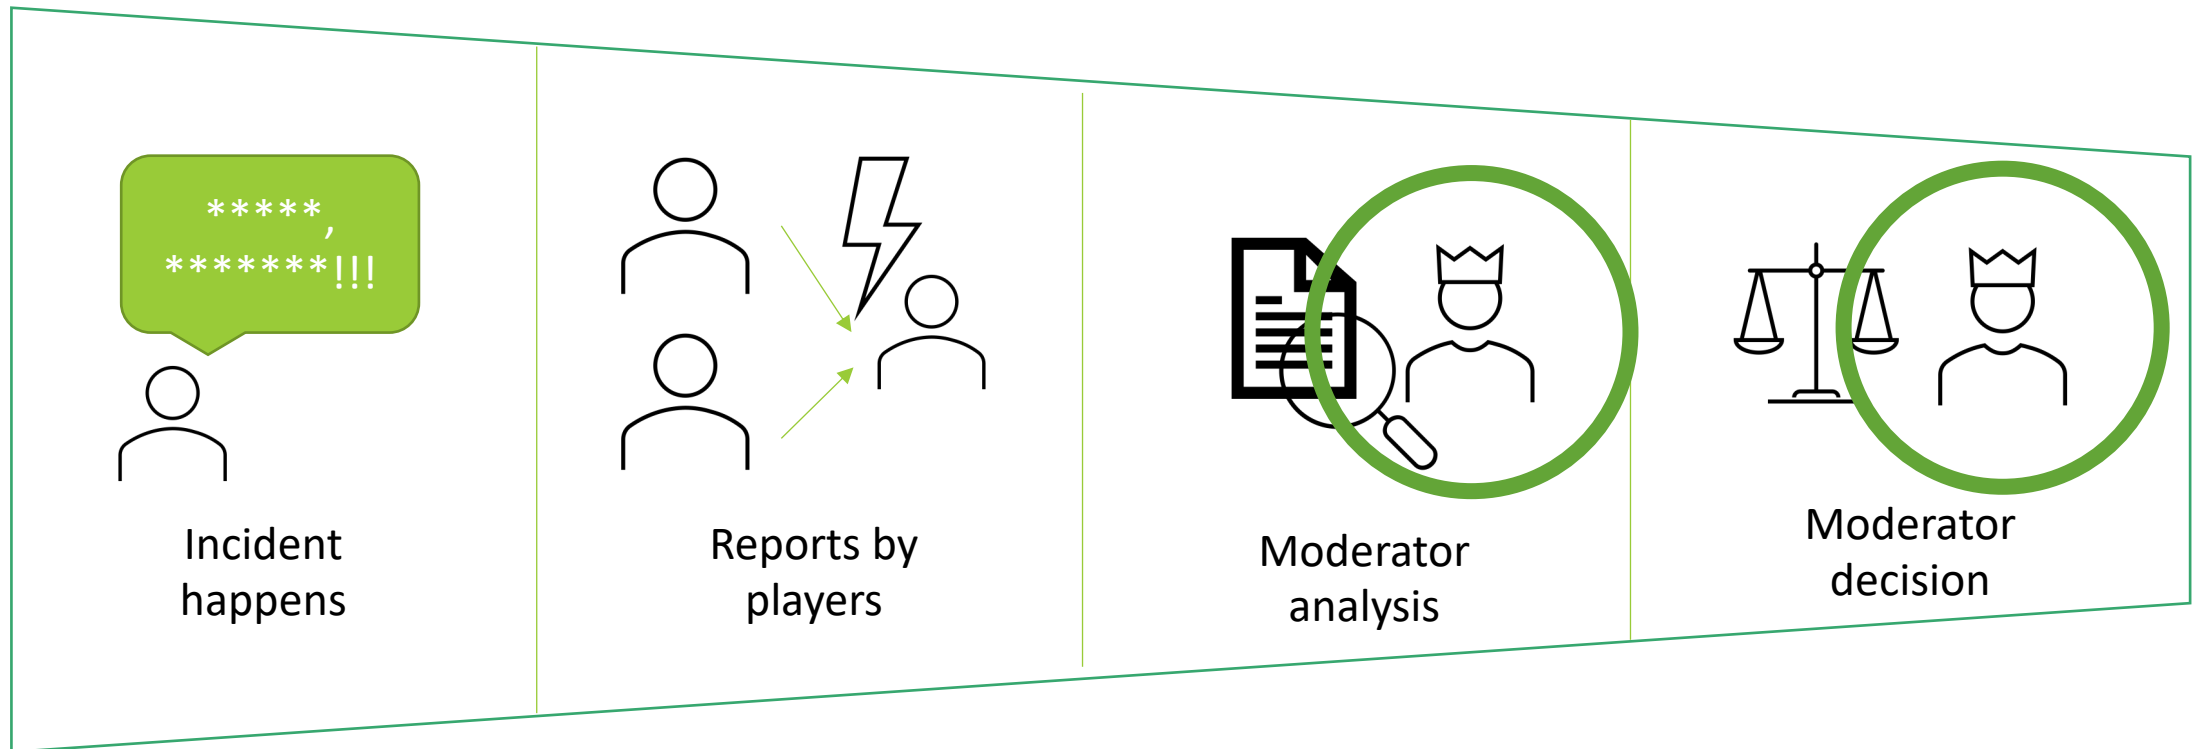 *****,
*******!!!
Incident
happens
Reports by
players
Moderator
analysis
Moderator
decision